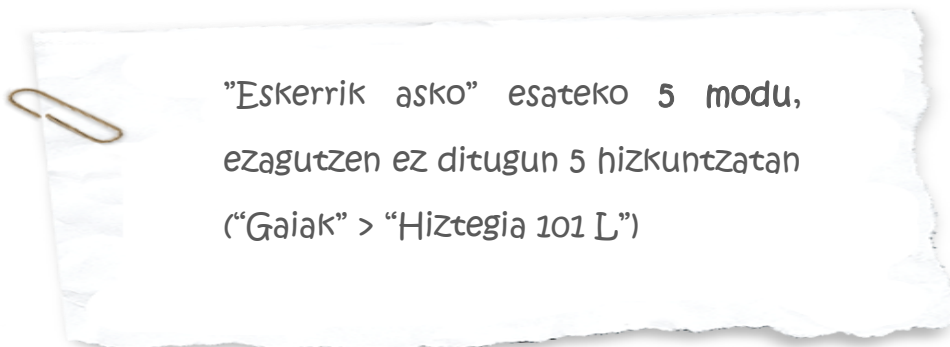 ”Eskerrik asko” esateko 5 modu,
ezagutzen ez ditugun 5 hizkuntzatan
(“Gaiak” > “Hiztegia 101 L”)